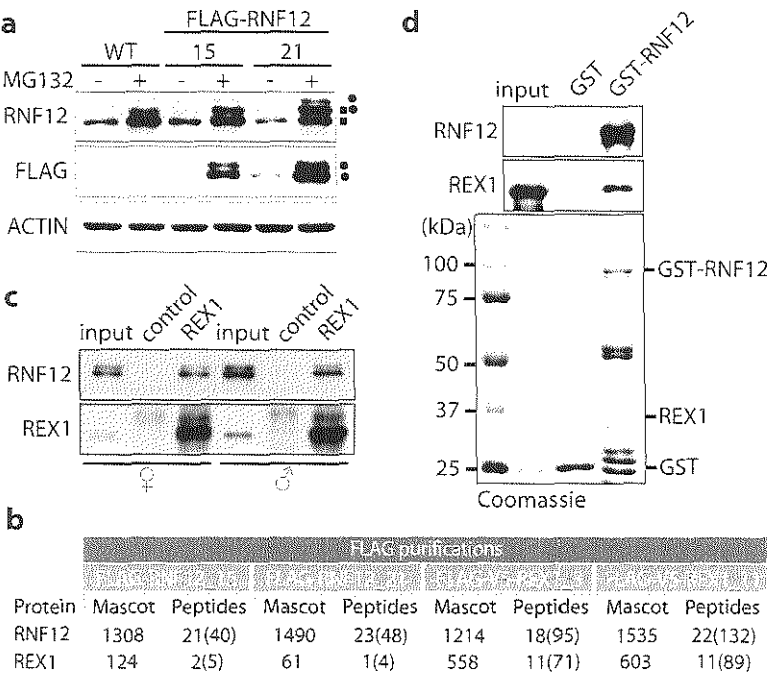 a
FLAG-RNF12
WT 15 21
MG132 - + - + - +
RNF12
FLAG
ACTIN
c
input control REX1 input control REX1
RNF12
REX1
♀ ♂
d
input GST GST-RNF12
RNF12
REX1
(kDa)
100
75
50
37
25
GST-RNF12
REX1
GST
Coomassie
b
FLAG purifications
Protein Mascot Peptides Mascot Peptides Mascot Peptides Mascot Peptides
RNF12 1308 21(40) 1490 23(48) 1214 18(95) 1535 22(132)
REX1 124 2(5) 61 1(4) 558 11(71) 603 11(89)